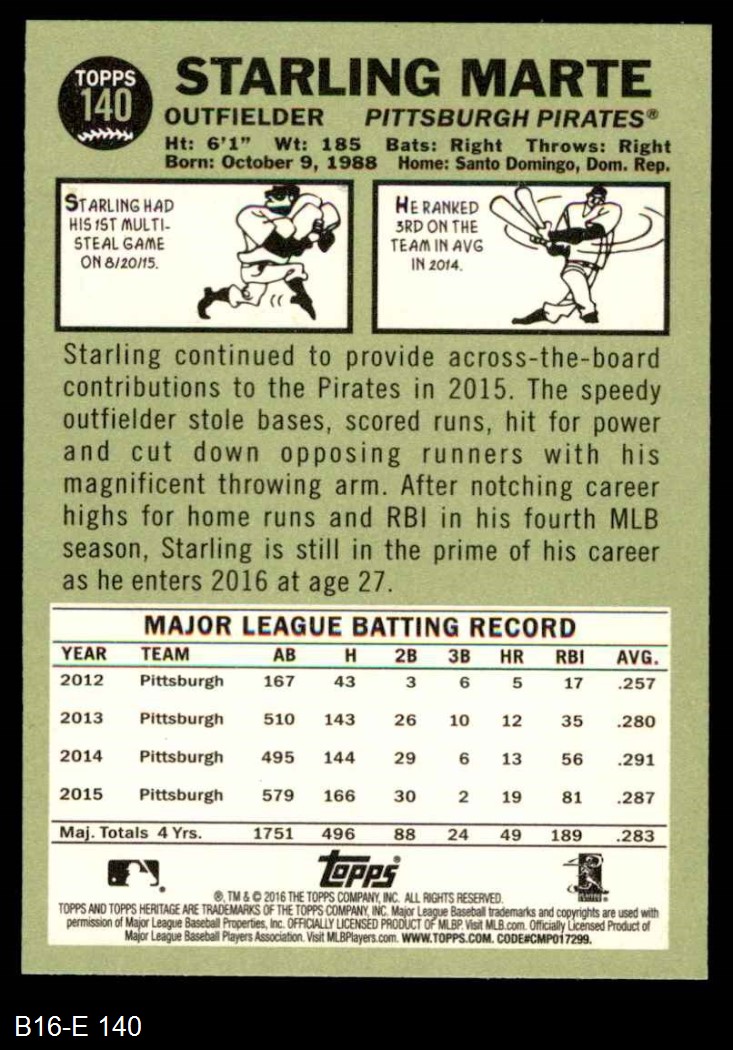 TOPPS
140
STARLING MARTE
OUTFIELDER PITTSBURGH PIRATES®
Ht: 6'1" Wt: 185 Bats: Right Throws: Right
Born: October 9, 1988 Home: Santo Domingo, Dom. Rep.
STARLING HAD
HIS 1ST MULTI-
STEAL GAME
ON 8/20/15.
HE RANKED
3RD ON THE
TEAM IN AVG
IN 2014.
Starling continued to provide across-the-board
contributions to the Pirates in 2015. The speedy
outfielder stole bases, scored runs, hit for power
and cut down opposing runners with his
magnificent throwing arm. After notching career
highs for home runs and RBI in his fourth MLB
season, Starling is still in the prime of his career
as he enters 2016 at age 27.
MAJOR LEAGUE BATTING RECORD
YEAR TEAM AB H 2B 3B HR RBI AVG.
2012 Pittsburgh 167 43 3 6 5 17 .257
2013 Pittsburgh 510 143 26 10 12 35 .280
2014 Pittsburgh 495 144 29 6 13 56 .291
2015 Pittsburgh 579 166 30 2 19 81 .287
Maj. Totals 4 Yrs. 1751 496 88 24 49 189 .283
Topps
®, TM & © 2016 THE TOPPS COMPANY, INC. ALL RIGHTS RESERVED.
TOPPS AND TOPPS HERITAGE ARE TRADEMARKS OF THE TOPPS COMPANY, INC. Major League Baseball trademarks and copyrights are used with
permission of Major League Baseball Properties, Inc. OFFICIALLY LICENSED PRODUCT OF MLBP. Visit MLB.com. Officially Licensed Product of
Major League Baseball Players Association. Visit MLBPlayers.com. WWW.TOPPS.COM. CODE#CMP017299.
B16-E 140